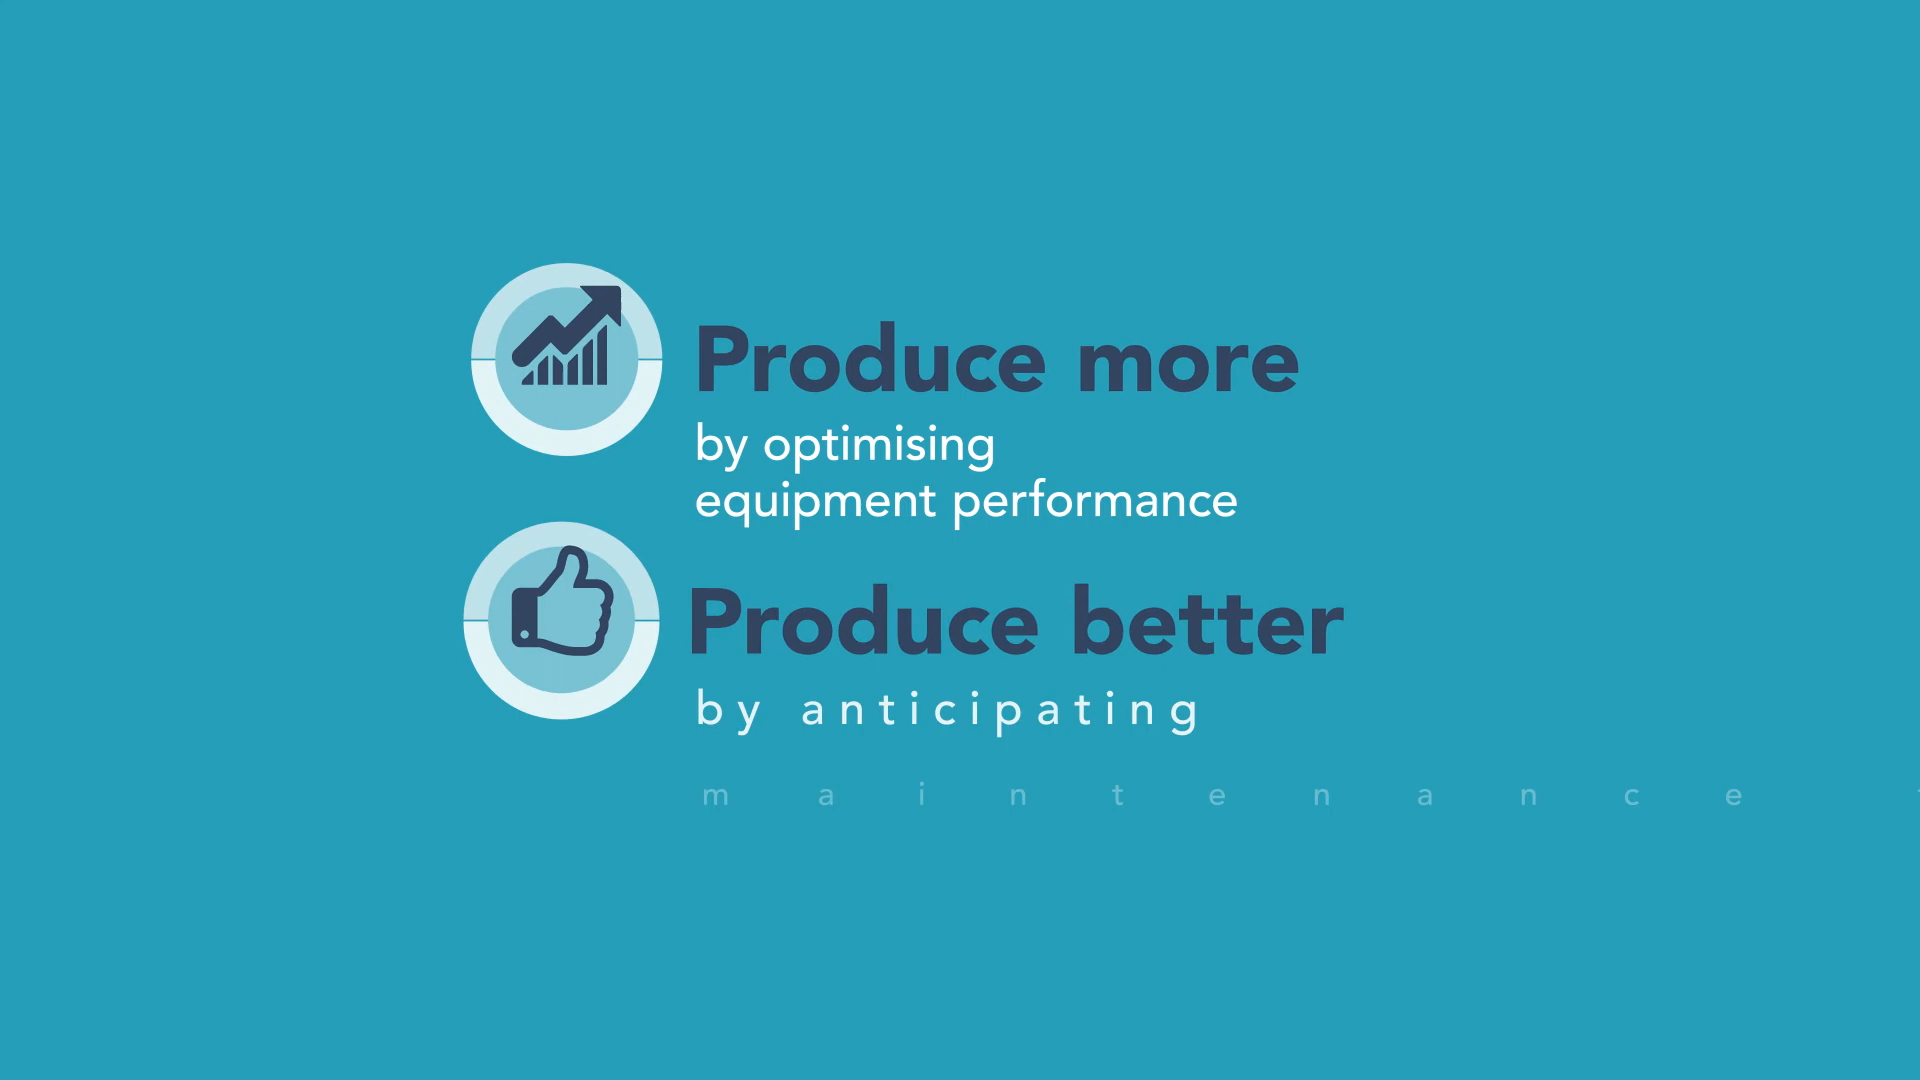 Produce more
by optimising
equipment performance
Produce better
by anticipating
maintenance